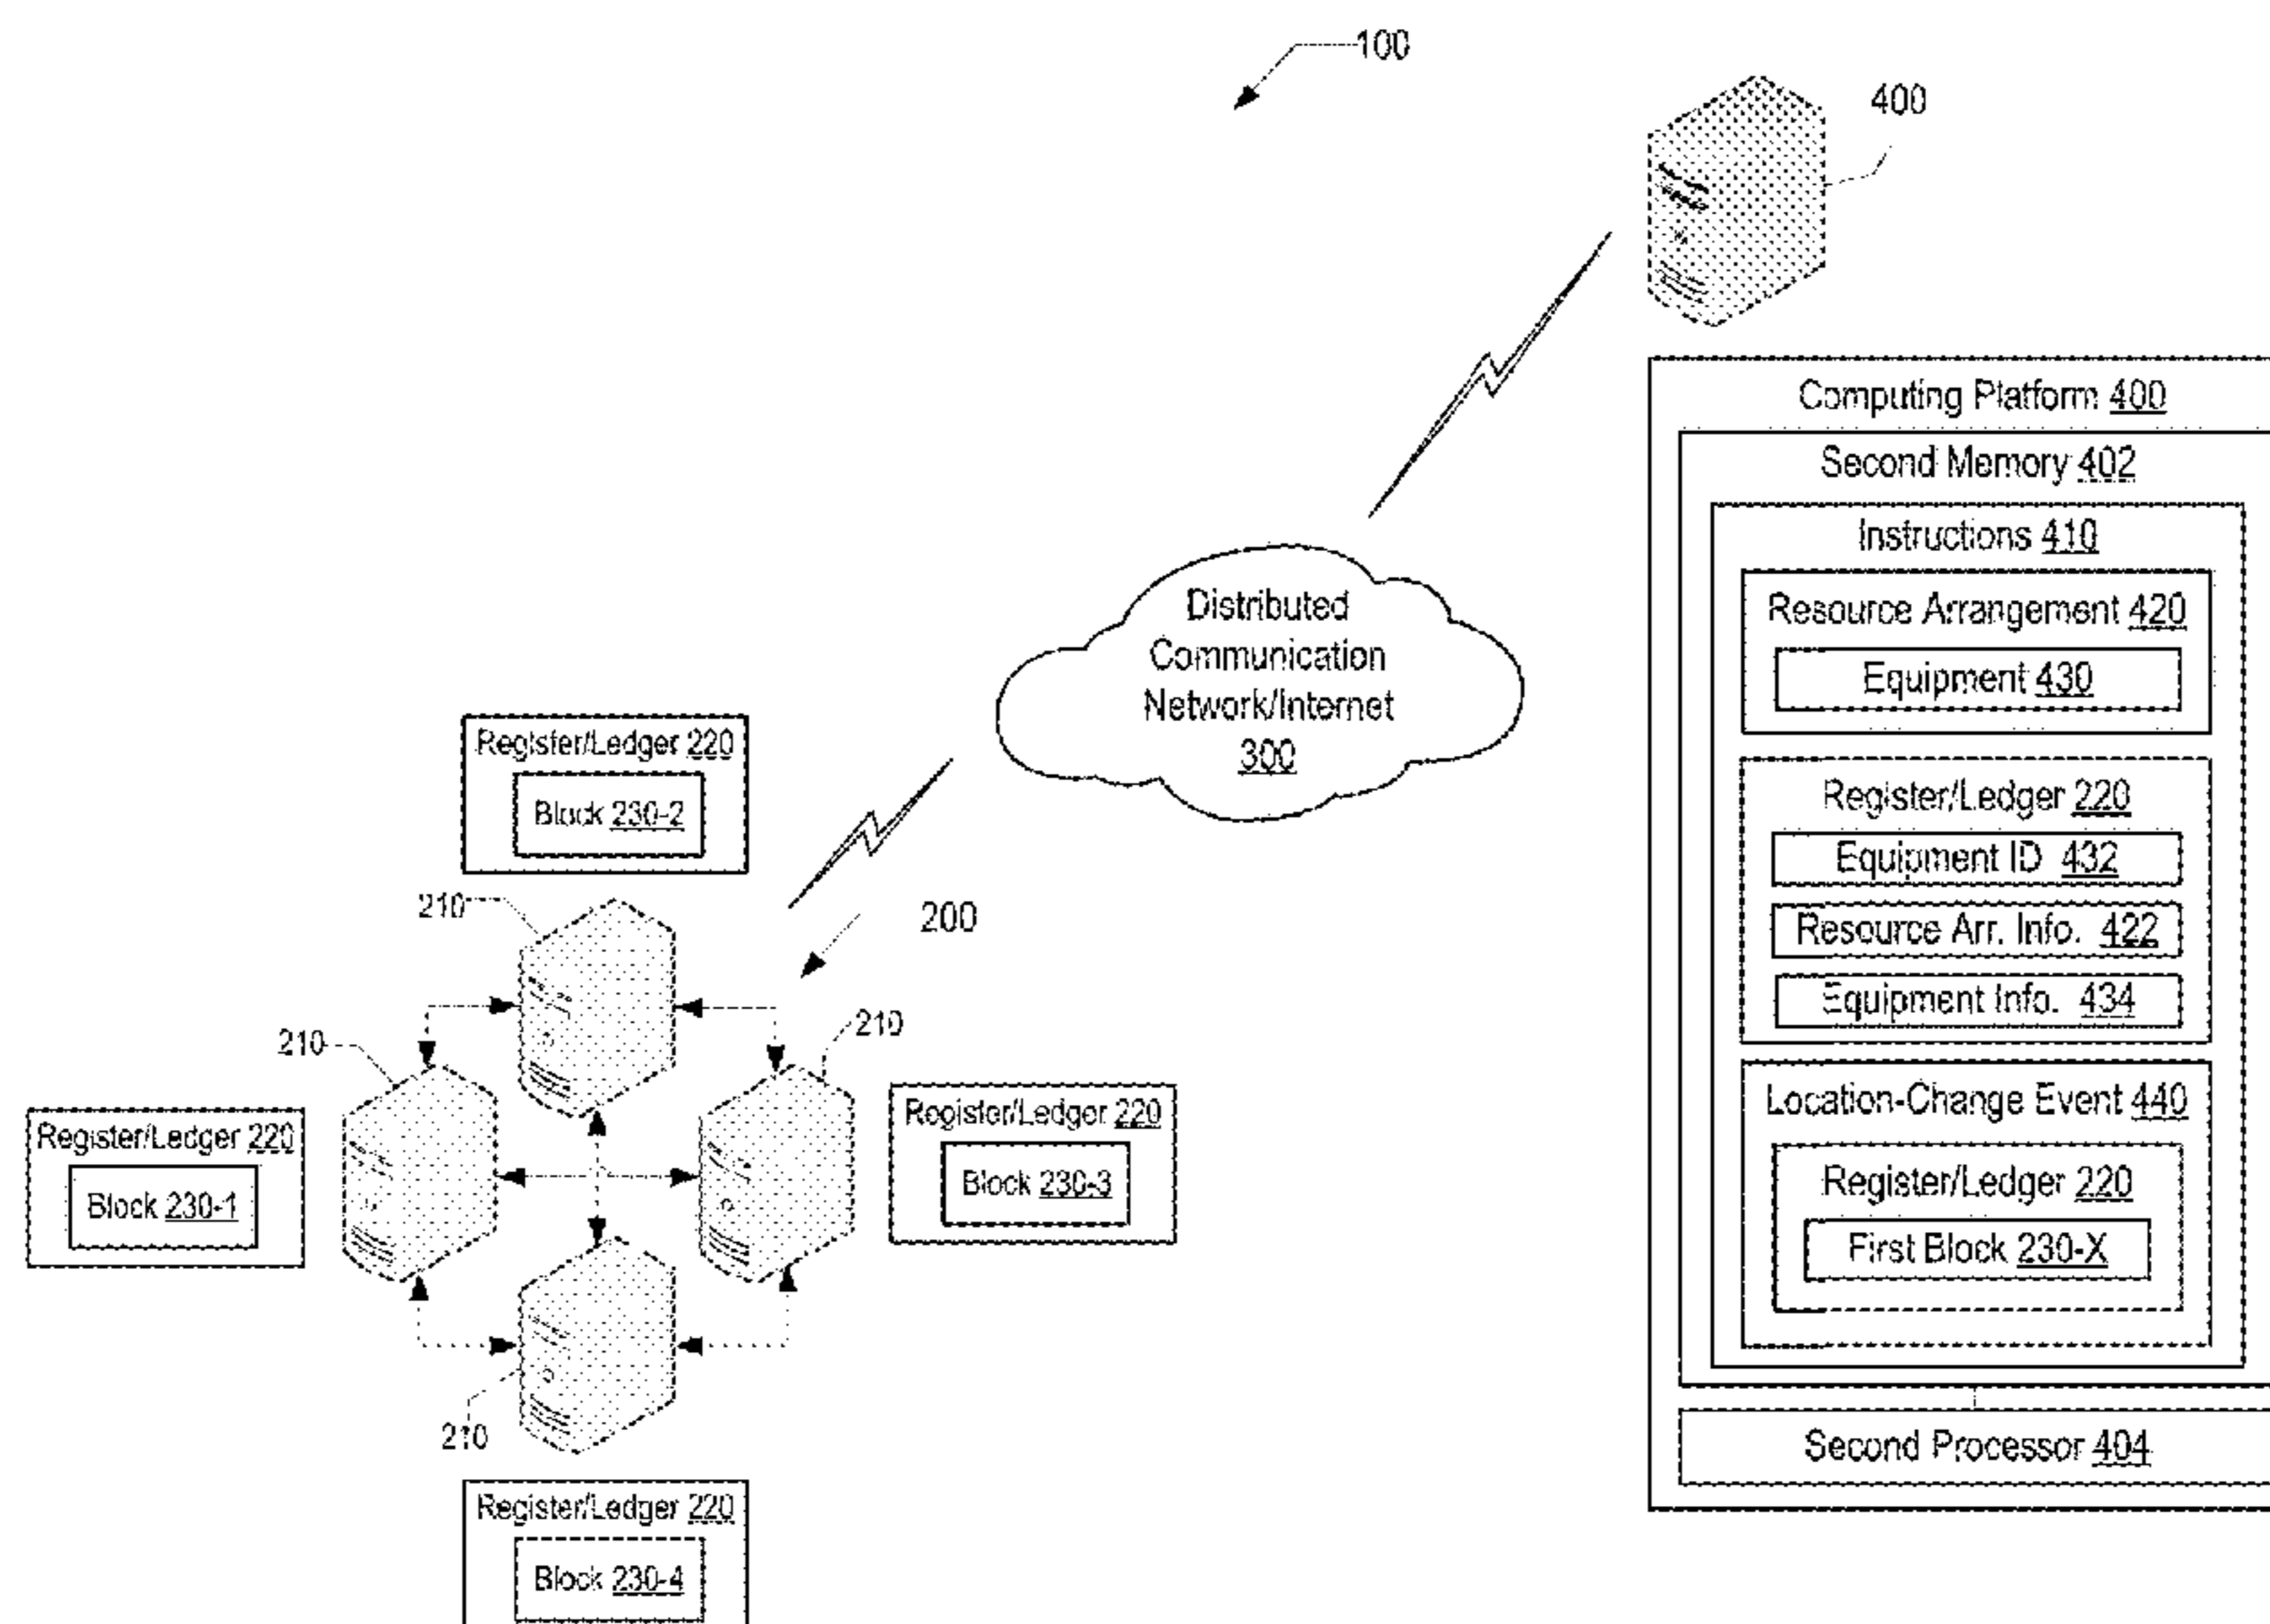 100
400
Computing Platform 400
Second Memory 402
Instructions 410
Resource Arrangement 420
Equipment 430
Register/Ledger 220
Equipment ID 432
Resource Arr. Info. 422
Equipment Info. 434
Location-Change Event 440
Register/Ledger 220
First Block 230-X
Second Processor 404
Distributed
Communication
Network/Internet
300
Register/Ledger 220
Block 230-2
210
200
210
210
Register/Ledger 220
Block 230-1
Register/Ledger 220
Block 230-3
210
Register/Ledger 220
Block 230-4